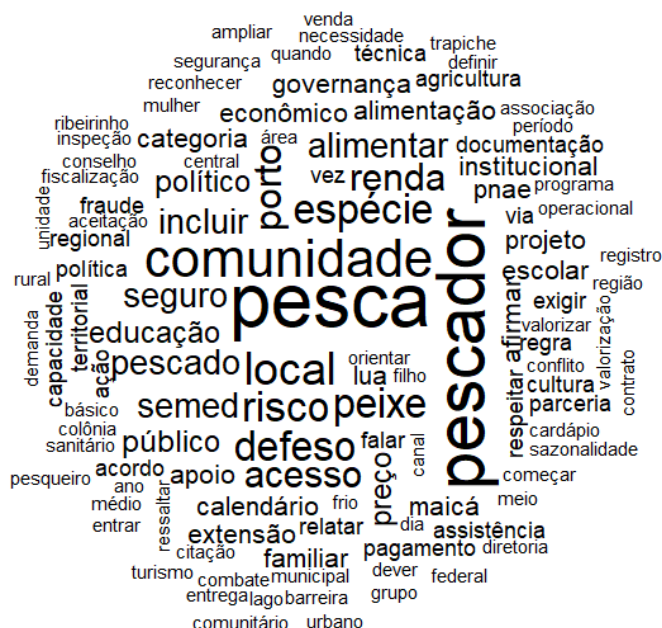 venda
ampliar
necessidade
segurança
quando
técnica
trapiche
definir
reconhecer
governança
agricultura
mulher
econômico
alimentação
associação
ribeirinho
inspeção
categoria
área
alimentar
período
documentação
conselho
central
institucional
fiscalização
político
porto
vez
renda
pnae
programa
unidade
fraude
aceitação
incluir
espécie
via
operacional
regional
comunidade
pescador
projeto
rural
política
escolar
registro
região
demanda
capacidade
territorial
seguro
pesca
afirmar
exigir
valorizar
valorização
educação
regra
ação
pescado
local
orientar
lua
filho
respeitar
conflito
contrato
cultura
básico
semed
risco
peixe
parceria
colônia
sanitário
público
defeso
falar
canal
cardápio
sazonalidade
pesqueiro
acordo
ano
apoio
acesso
preço
começar
médio
ressaltar
calendário
frio
maicá
meio
entrar
extensão
relatar
dia
assistência
citação
familiar
pagamento
diretoria
turismo
combate
municipal
dever
federal
entrega
lago
barreira
grupo
comunitário
urbano